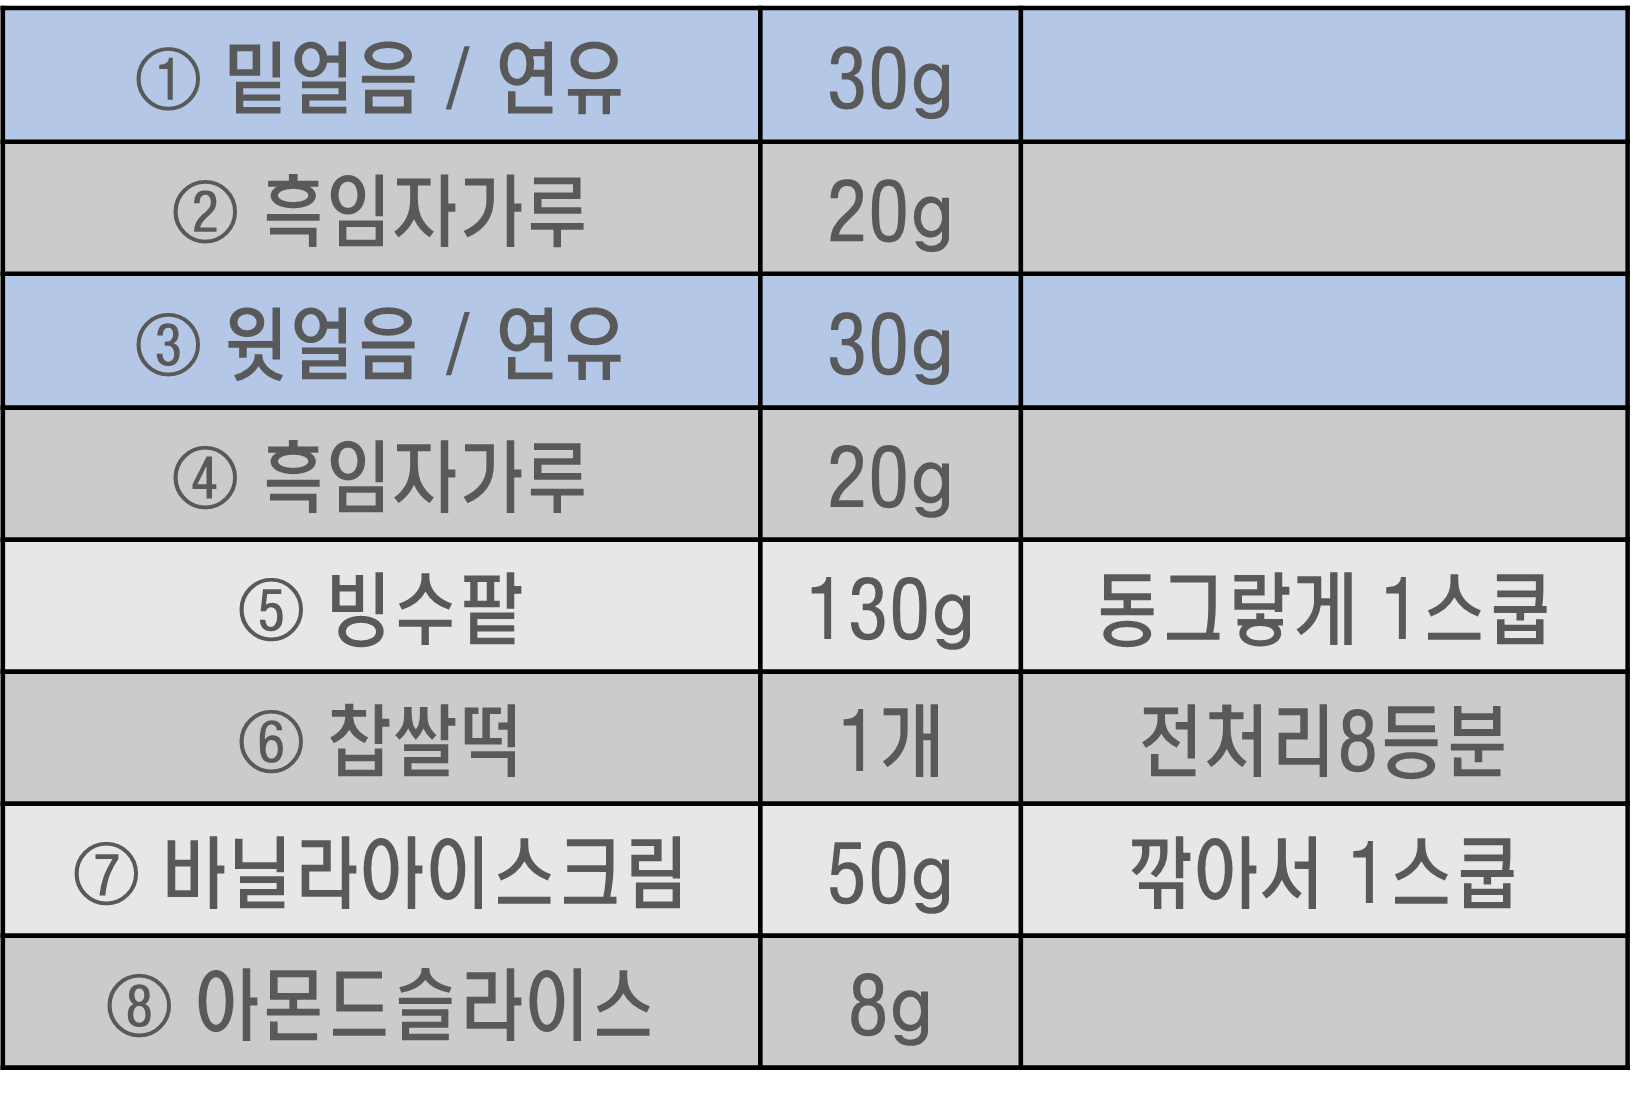 ① 밑얼음 / 연유 30g
② 흑임자가루 20g
③ 윗얼음 / 연유 30g
④ 흑임자가루 20g
⑤ 빙수팥 130g 동그랗게 1스쿱
⑥ 찹쌀떡 1개 전처리8등분
⑦ 바닐라아이스크림 50g 깎아서 1스쿱
⑧ 아몬드슬라이스 8g